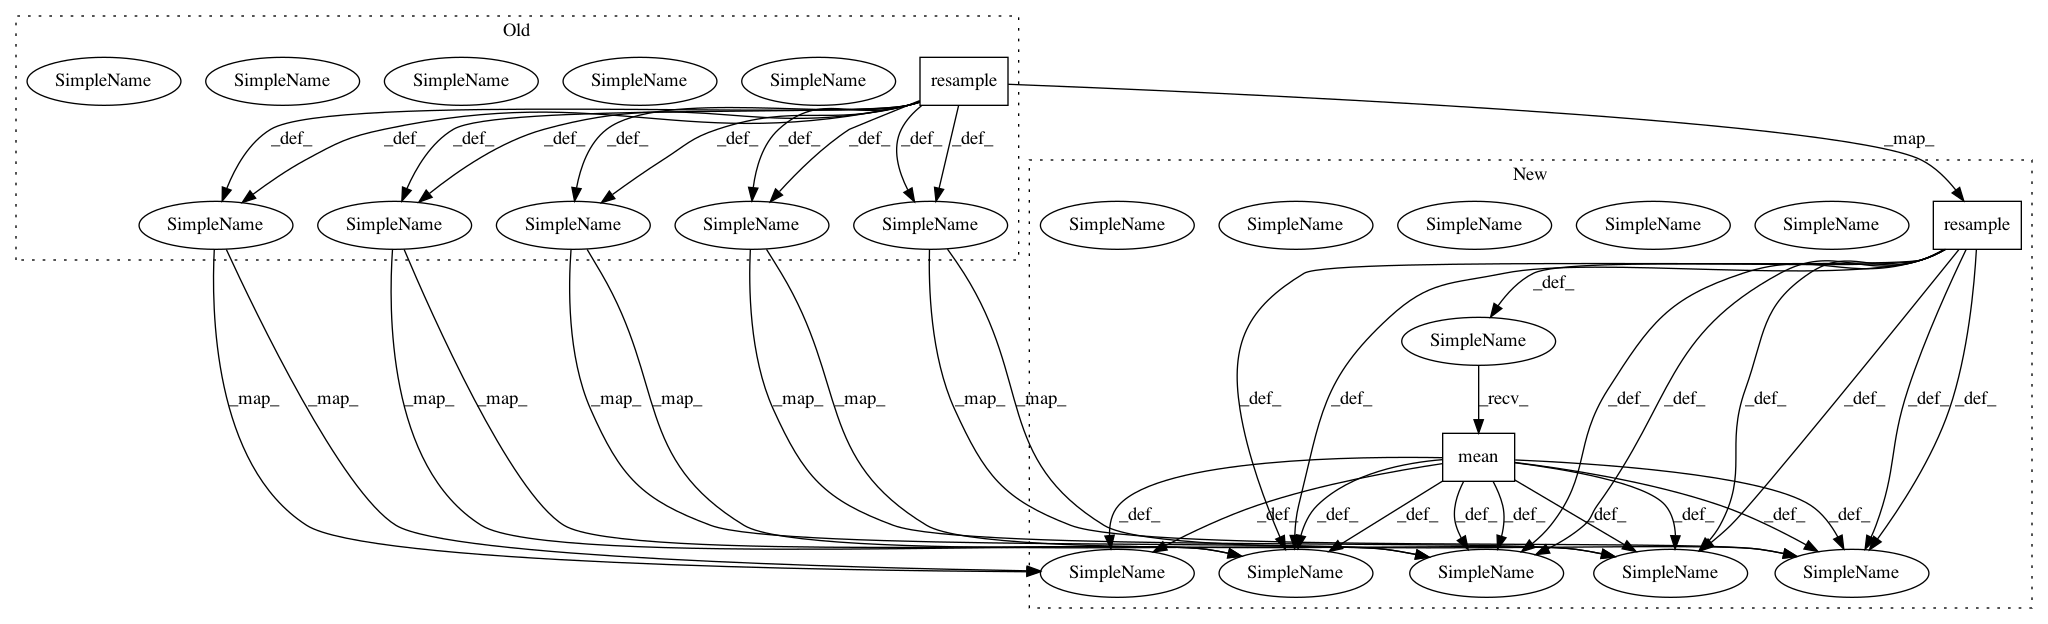 Old
SimpleName SimpleName SimpleName SimpleName SimpleName resample
_def_ _def_ _def_ _def_ _def_ _def_ _def_ _def_ _def_ _def_ _map_
New
SimpleName SimpleName SimpleName SimpleName SimpleName SimpleName SimpleName SimpleName SimpleName SimpleName resample
_def_
SimpleName
_map_ _map_ _map_ _map_ _map_ _map_ _map_ _map_ _map_ _map_ _def_ _def_ _recv_ _def_ _def_ _def_ _def_ _def_ _def_
mean
_def_ _def_ _def_ _def_ _def_ _def_ _def_ _def_ _def_ _def_
SimpleName SimpleName SimpleName SimpleName SimpleName